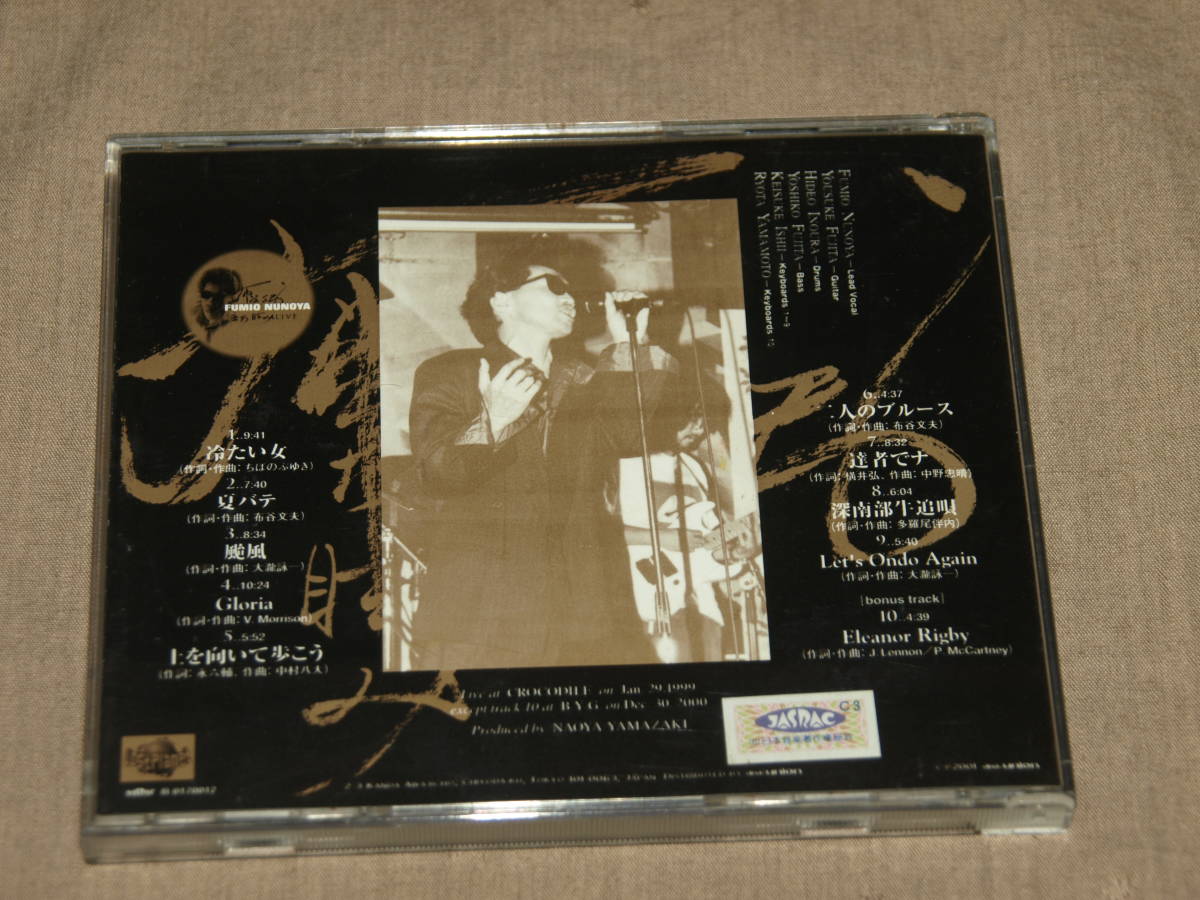 FUMIO NUNOYA — Lead Vocal
YOUSUKE FUJITA — Guitar
HIDEO INOURA — Drums
YOSHIKO FUJITA — Bass
KEISUKE ISHII — Keyboards 1~9
RYOTA YAMAMOTO — Keyboards 10
FUMIO NUNOYA
1..9:41
冷たい女
(作詞・作曲:ちばのぶゆき)
2..7:40
夏バテ
(作詞・作曲:布谷文夫)
3..8:34
颱風
(作詞・作曲:大瀧詠一)
4..10:24
Gloria
(作詞・作曲:V. Morrison)
5..5:52
上を向いて歩こう
(作詞:永六輔、作曲:中村八大)
6..4:37
二人のブルース
(作詞・作曲:布谷文夫)
7..8:32
達者でナ
(作詞:横井弘、作曲:中野忠晴)
8..6:04
深南部牛追唄
(作詞・作曲:多羅尾伴内)
9..5:40
Let's Ondo Again
(作詞・作曲:大瀧詠一)
[bonus track]
10..4:39
Eleanor Rigby
(作詞・作曲:J. Lennon/P. McCartney)
Live at CROCODILE on Jan. 29.1999
except track 10 at B.Y.G on Dec. 30. 2000
Produced by NAOYA YAMAZAKI
JASRAC
C3